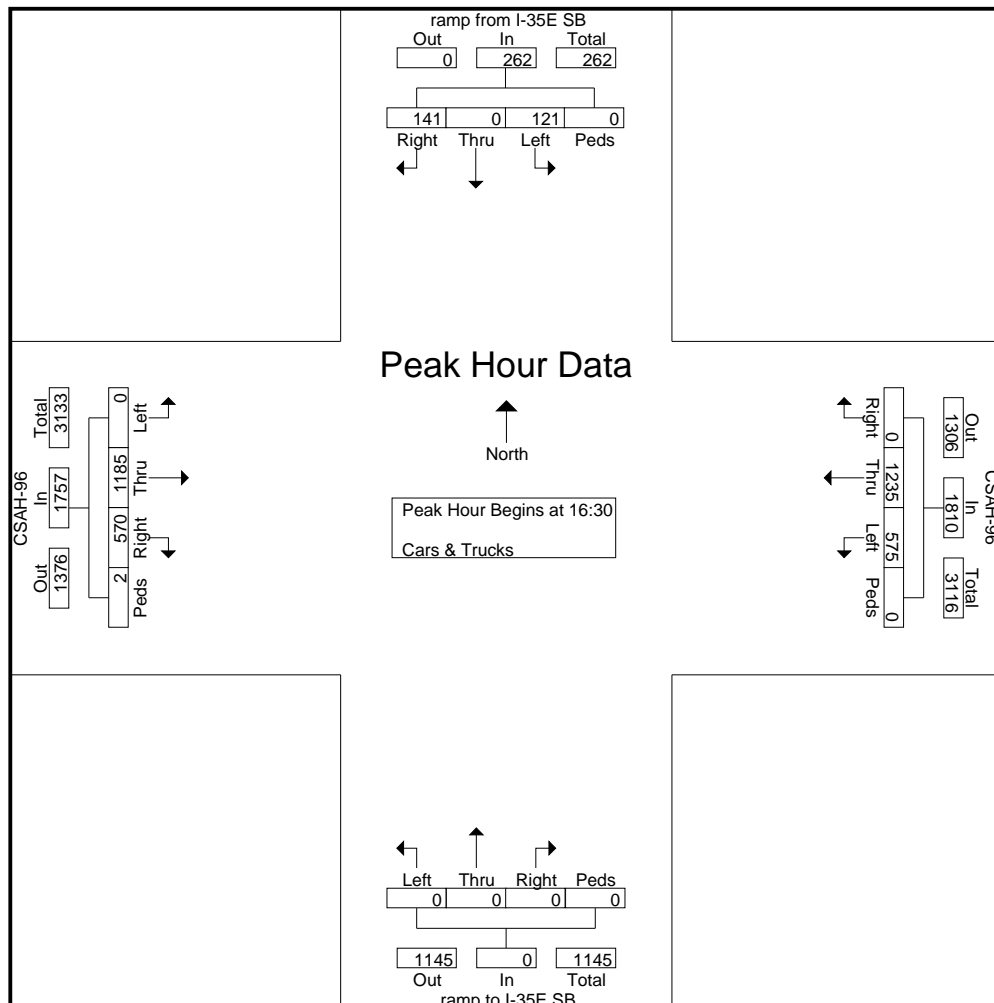 ramp from I-35E SB
Out In Total
0 262 262
141 0 121 0
Right Thru Left Peds
Peak Hour Data
North
Peak Hour Begins at 16:30
Cars & Trucks
CSAH-96
Total In Out
3133 1757 1376
0 1185 570 2
Left Thru Right Peds
CSAH-96
Out In Total
1306 1810 3116
Right Thru Left Peds
0 1235 575 0
Left Thru Right Peds
0 0 0 0
1145 0 1145
Out In Total
ramp to I-35E SB